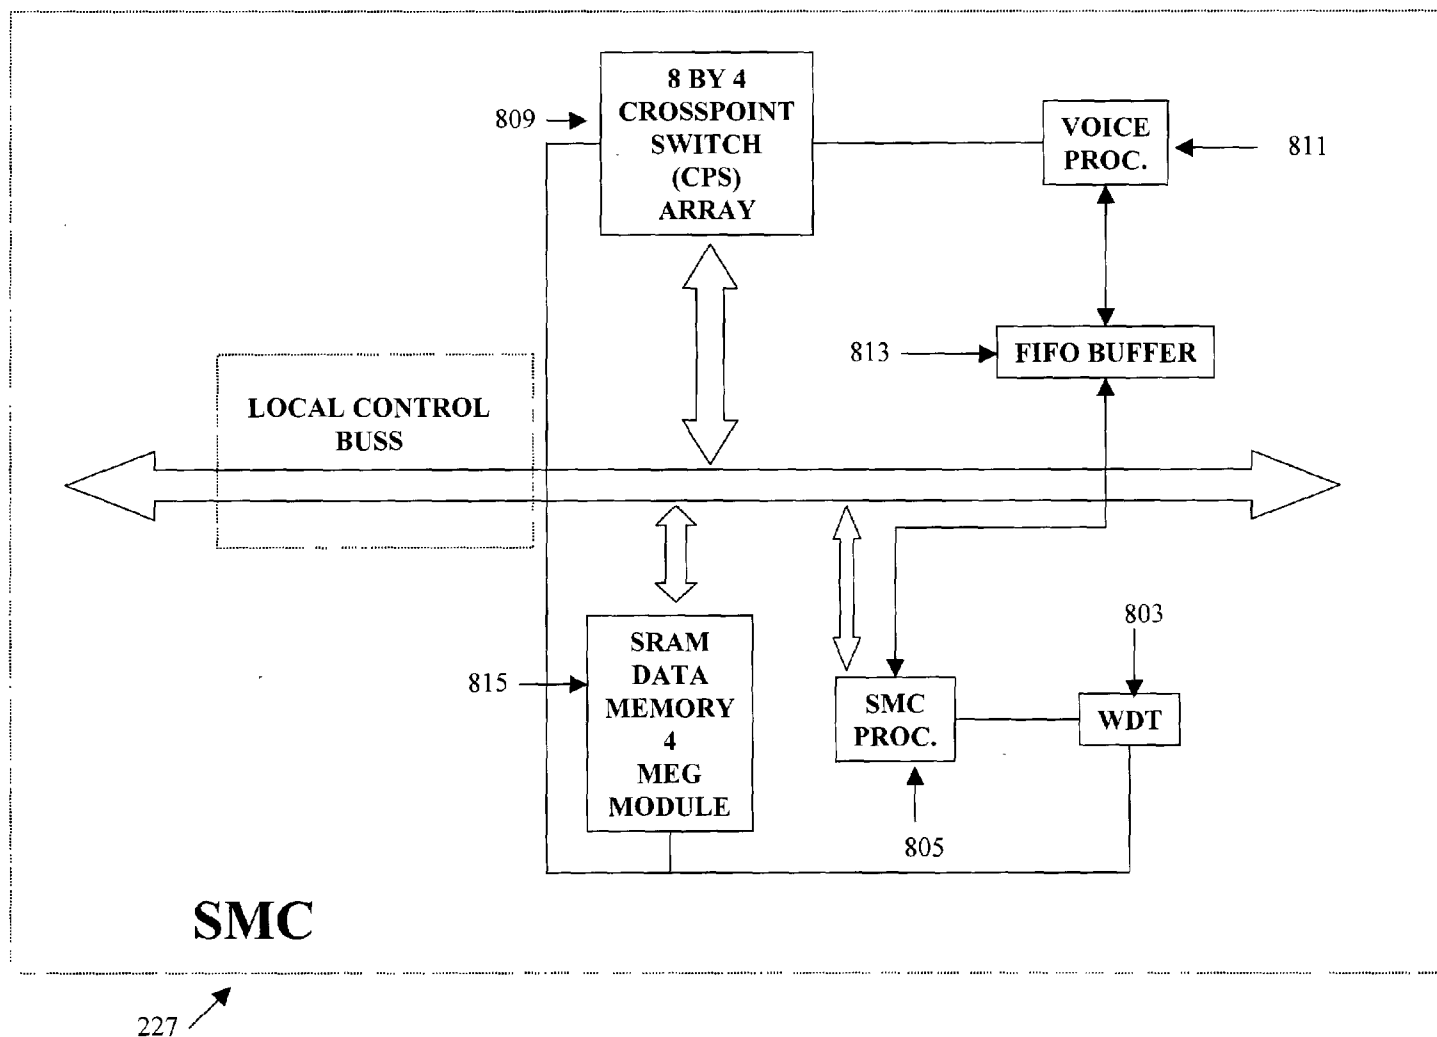 8 BY 4
CROSSPOINT
SWITCH
(CPS)
ARRAY
809
VOICE
PROC.
811
813
FIFO BUFFER
LOCAL CONTROL
BUSS
803
815
SRAM
DATA
MEMORY
4
MEG
MODULE
SMC
PROC.
WDT
805
SMC
227